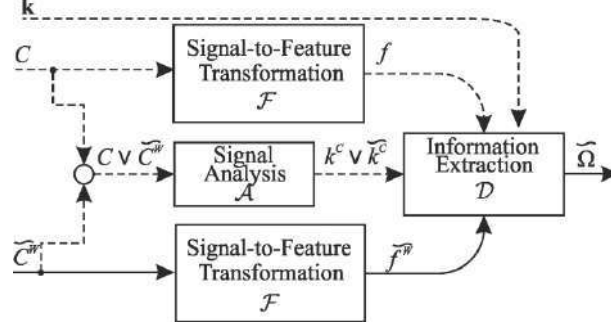 k
C
Signal-to-Feature
Transformation
ℱ
f
C ∨ C̃ᵂ
Signal
Analysis
𝒜
kᶜ ∨ k̃ᶜ
Information
Extraction
𝒟
Ω̃
C̃ᵂ
Signal-to-Feature
Transformation
ℱ
f̃ᵂ